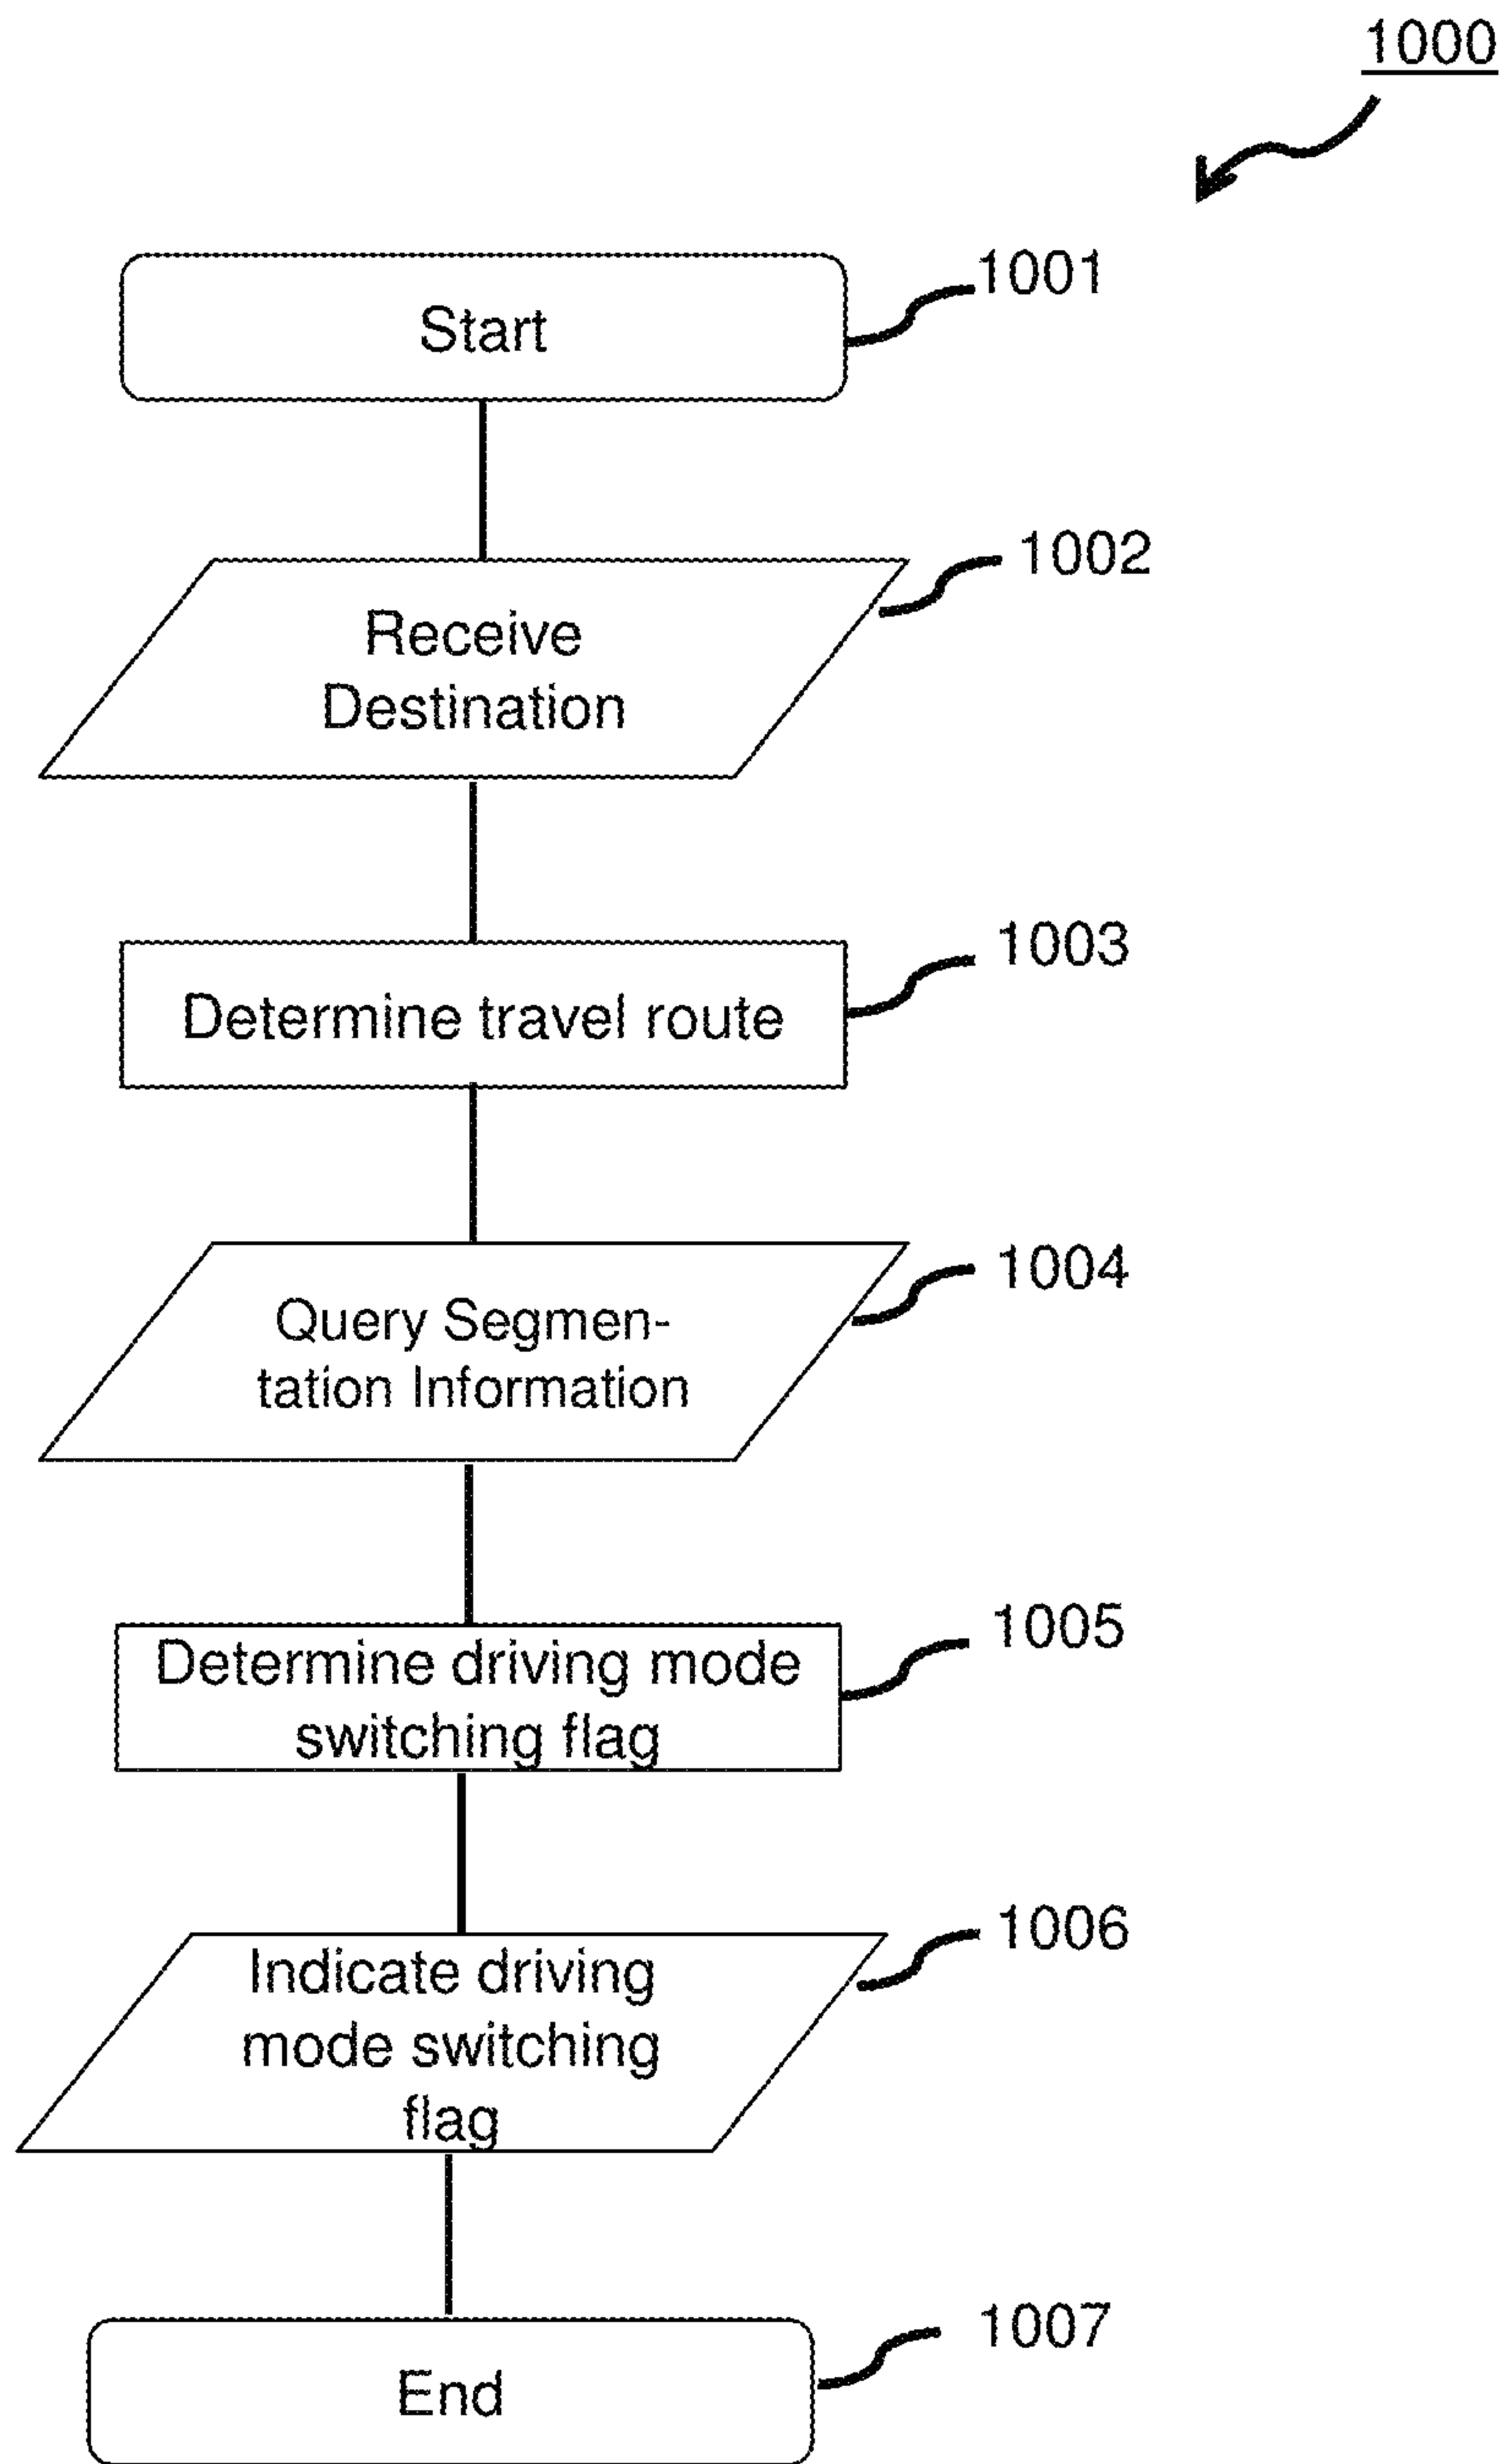 1000
Start
1001
Receive
Destination
1002
Determine travel route
1003
Query Segmen-
tation Information
1004
Determine driving mode
switching flag
1005
Indicate driving
mode switching
flag
1006
End
1007